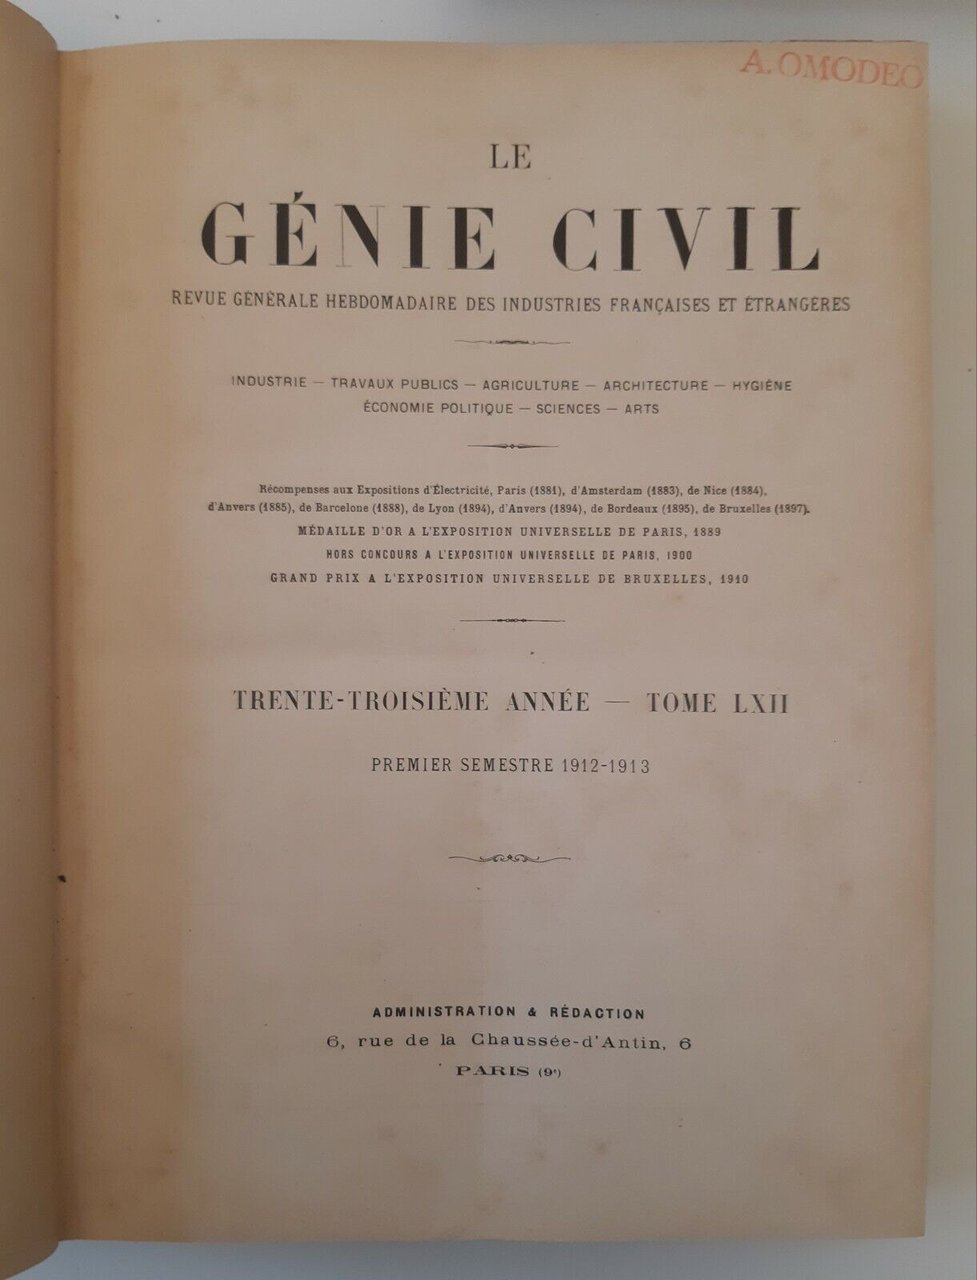 A. OMODEO
LE
GÉNIE CIVIL
REVUE GÉNÉRALE HEBDOMADAIRE DES INDUSTRIES FRANÇAISES ET ÉTRANGÈRES
INDUSTRIE — TRAVAUX PUBLICS — AGRICULTURE — ARCHITECTURE — HYGIÈNE
ÉCONOMIE POLITIQUE — SCIENCES — ARTS
Récompenses aux Expositions d'Électricité, Paris (1881), d'Amsterdam (1883), de Nice (1884),
d'Anvers (1885), de Barcelone (1888), de Lyon (1894), d'Anvers (1894), de Bordeaux (1895), de Bruxelles (1897).
MÉDAILLE D'OR A L'EXPOSITION UNIVERSELLE DE PARIS, 1889
HORS CONCOURS A L'EXPOSITION UNIVERSELLE DE PARIS, 1900
GRAND PRIX A L'EXPOSITION UNIVERSELLE DE BRUXELLES, 1910
TRENTE-TROISIÈME ANNÉE — TOME LXII
PREMIER SEMESTRE 1912-1913
ADMINISTRATION & RÉDACTION
6, rue de la Chaussée-d'Antin, 6
PARIS (9e)